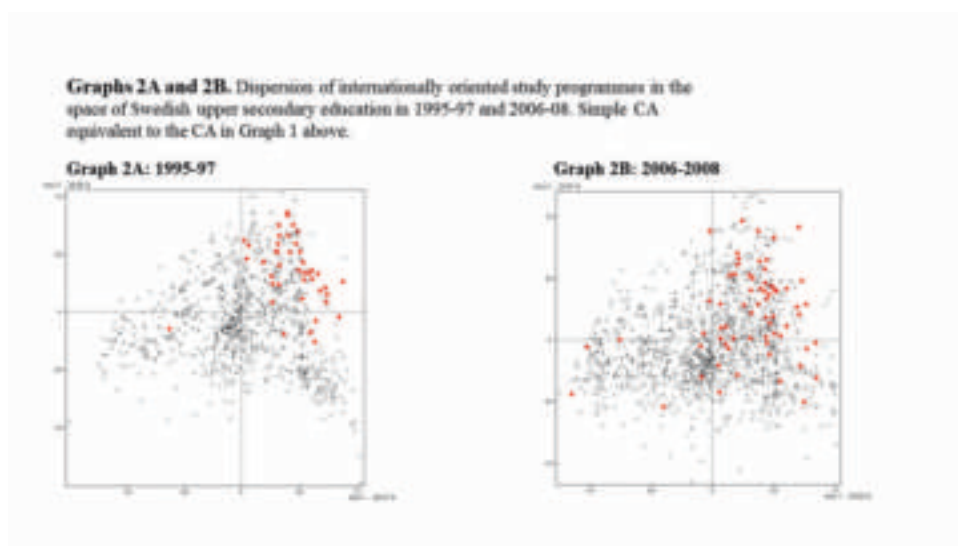 Graphs 2A and 2B. Dispersion of internationally oriented study programmes in the
space of Swedish upper secondary education in 1995-97 and 2006-08. Simple CA
equivalent to the CA in Graph 1 above.
Graph 2A: 1995-97
Graph 2B: 2006-2008